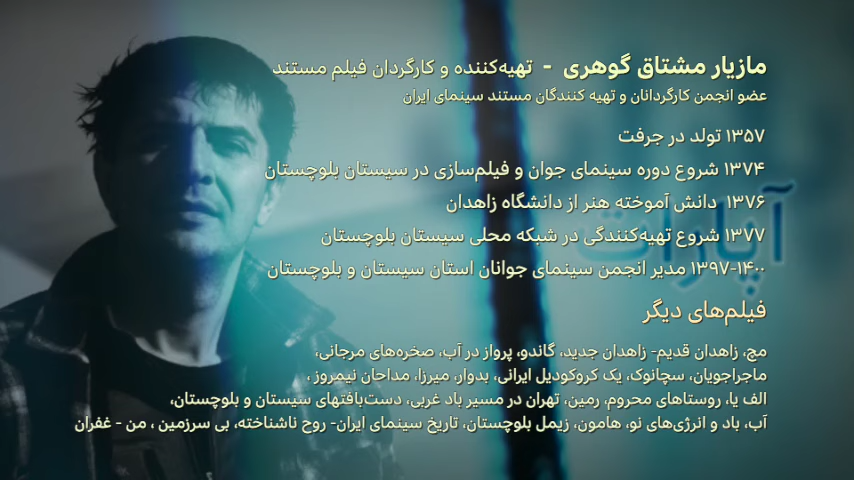 مازیار مشتاق گوهری - تهیه‌کننده و کارگردان فیلم مستند
عضو انجمن کارگردانان و تهیه کنندگان مستند سینمای ایران
۱۳۵۷ تولد در جرفت
۱۳۷۴ شروع دوره سینمای جوان و فیلم‌سازی در سیستان بلوچستان
۱۳۷۶ دانش آموخته هنر از دانشگاه زاهدان
۱۳۷۷ شروع تهیه‌کنندگی در شبکه محلی سیستان بلوچستان
۱۳۹۷-۱۴۰۰ مدیر انجمن سینمای جوانان استان سیستان و بلوچستان
آپارات
فیلم‌های دیگر
مچ، زاهدان قدیم- زاهدان جدید، گاندو، پرواز در آب، صخره‌های مرجانی،
ماجراجویان، سچانوک، یک کروکودیل ایرانی، بدوار، میرزا، مداحان نیمروز ،
الف یا، روستاهای محروم، رمین، تهران در مسیر باد غربی، دست‌بافتهای سیستان و بلوچستان،
آب، باد و انرژی‌های نو، هامون، زیمل بلوچستان، تاریخ سینمای ایران- روح ناشناخته، بی سرزمین ، من - غفران